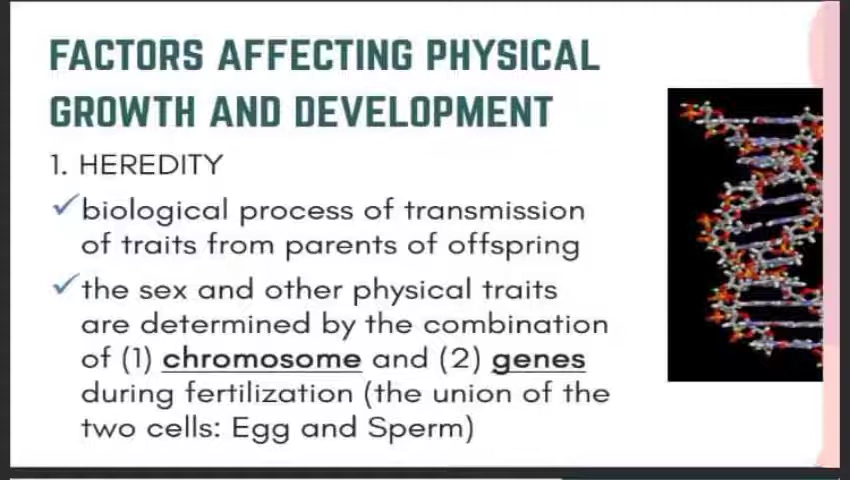 FACTORS AFFECTING PHYSICAL
GROWTH AND DEVELOPMENT
1. HEREDITY
✓biological process of transmission
of traits from parents of offspring
✓the sex and other physical traits
are determined by the combination
of (1) chromosome and (2) genes
during fertilization (the union of the
two cells: Egg and Sperm)